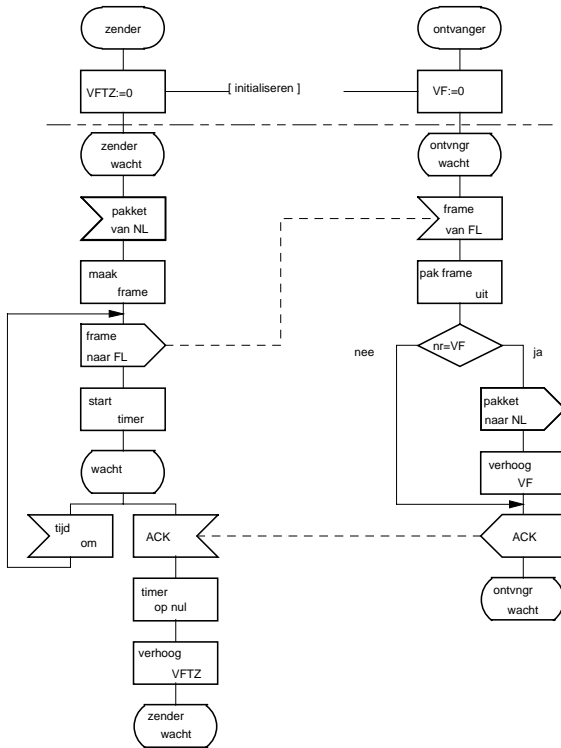 zender
VFTZ:=0
[ initialiseren ]
zender
wacht
pakket
van NL
maak
frame
frame
naar FL
start
timer
wacht
tijd
om
ACK
timer
op nul
verhoog
VFTZ
zender
wacht
ontvanger
VF:=0
ontvngr
wacht
frame
van FL
pak frame
uit
nr=VF
nee
ja
pakket
naar NL
verhoog
VF
ACK
ontvngr
wacht